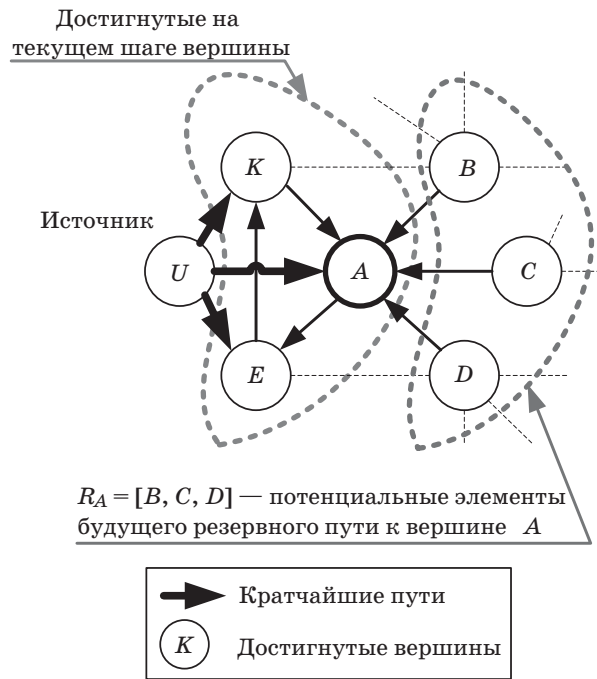 Достигнутые на
текущем шаге вершины
K
B
Источник
U
A
C
E
D
R_A = [B, C, D] — потенциальные элементы
будущего резервного пути к вершине A
Кратчайшие пути
K
Достигнутые вершины